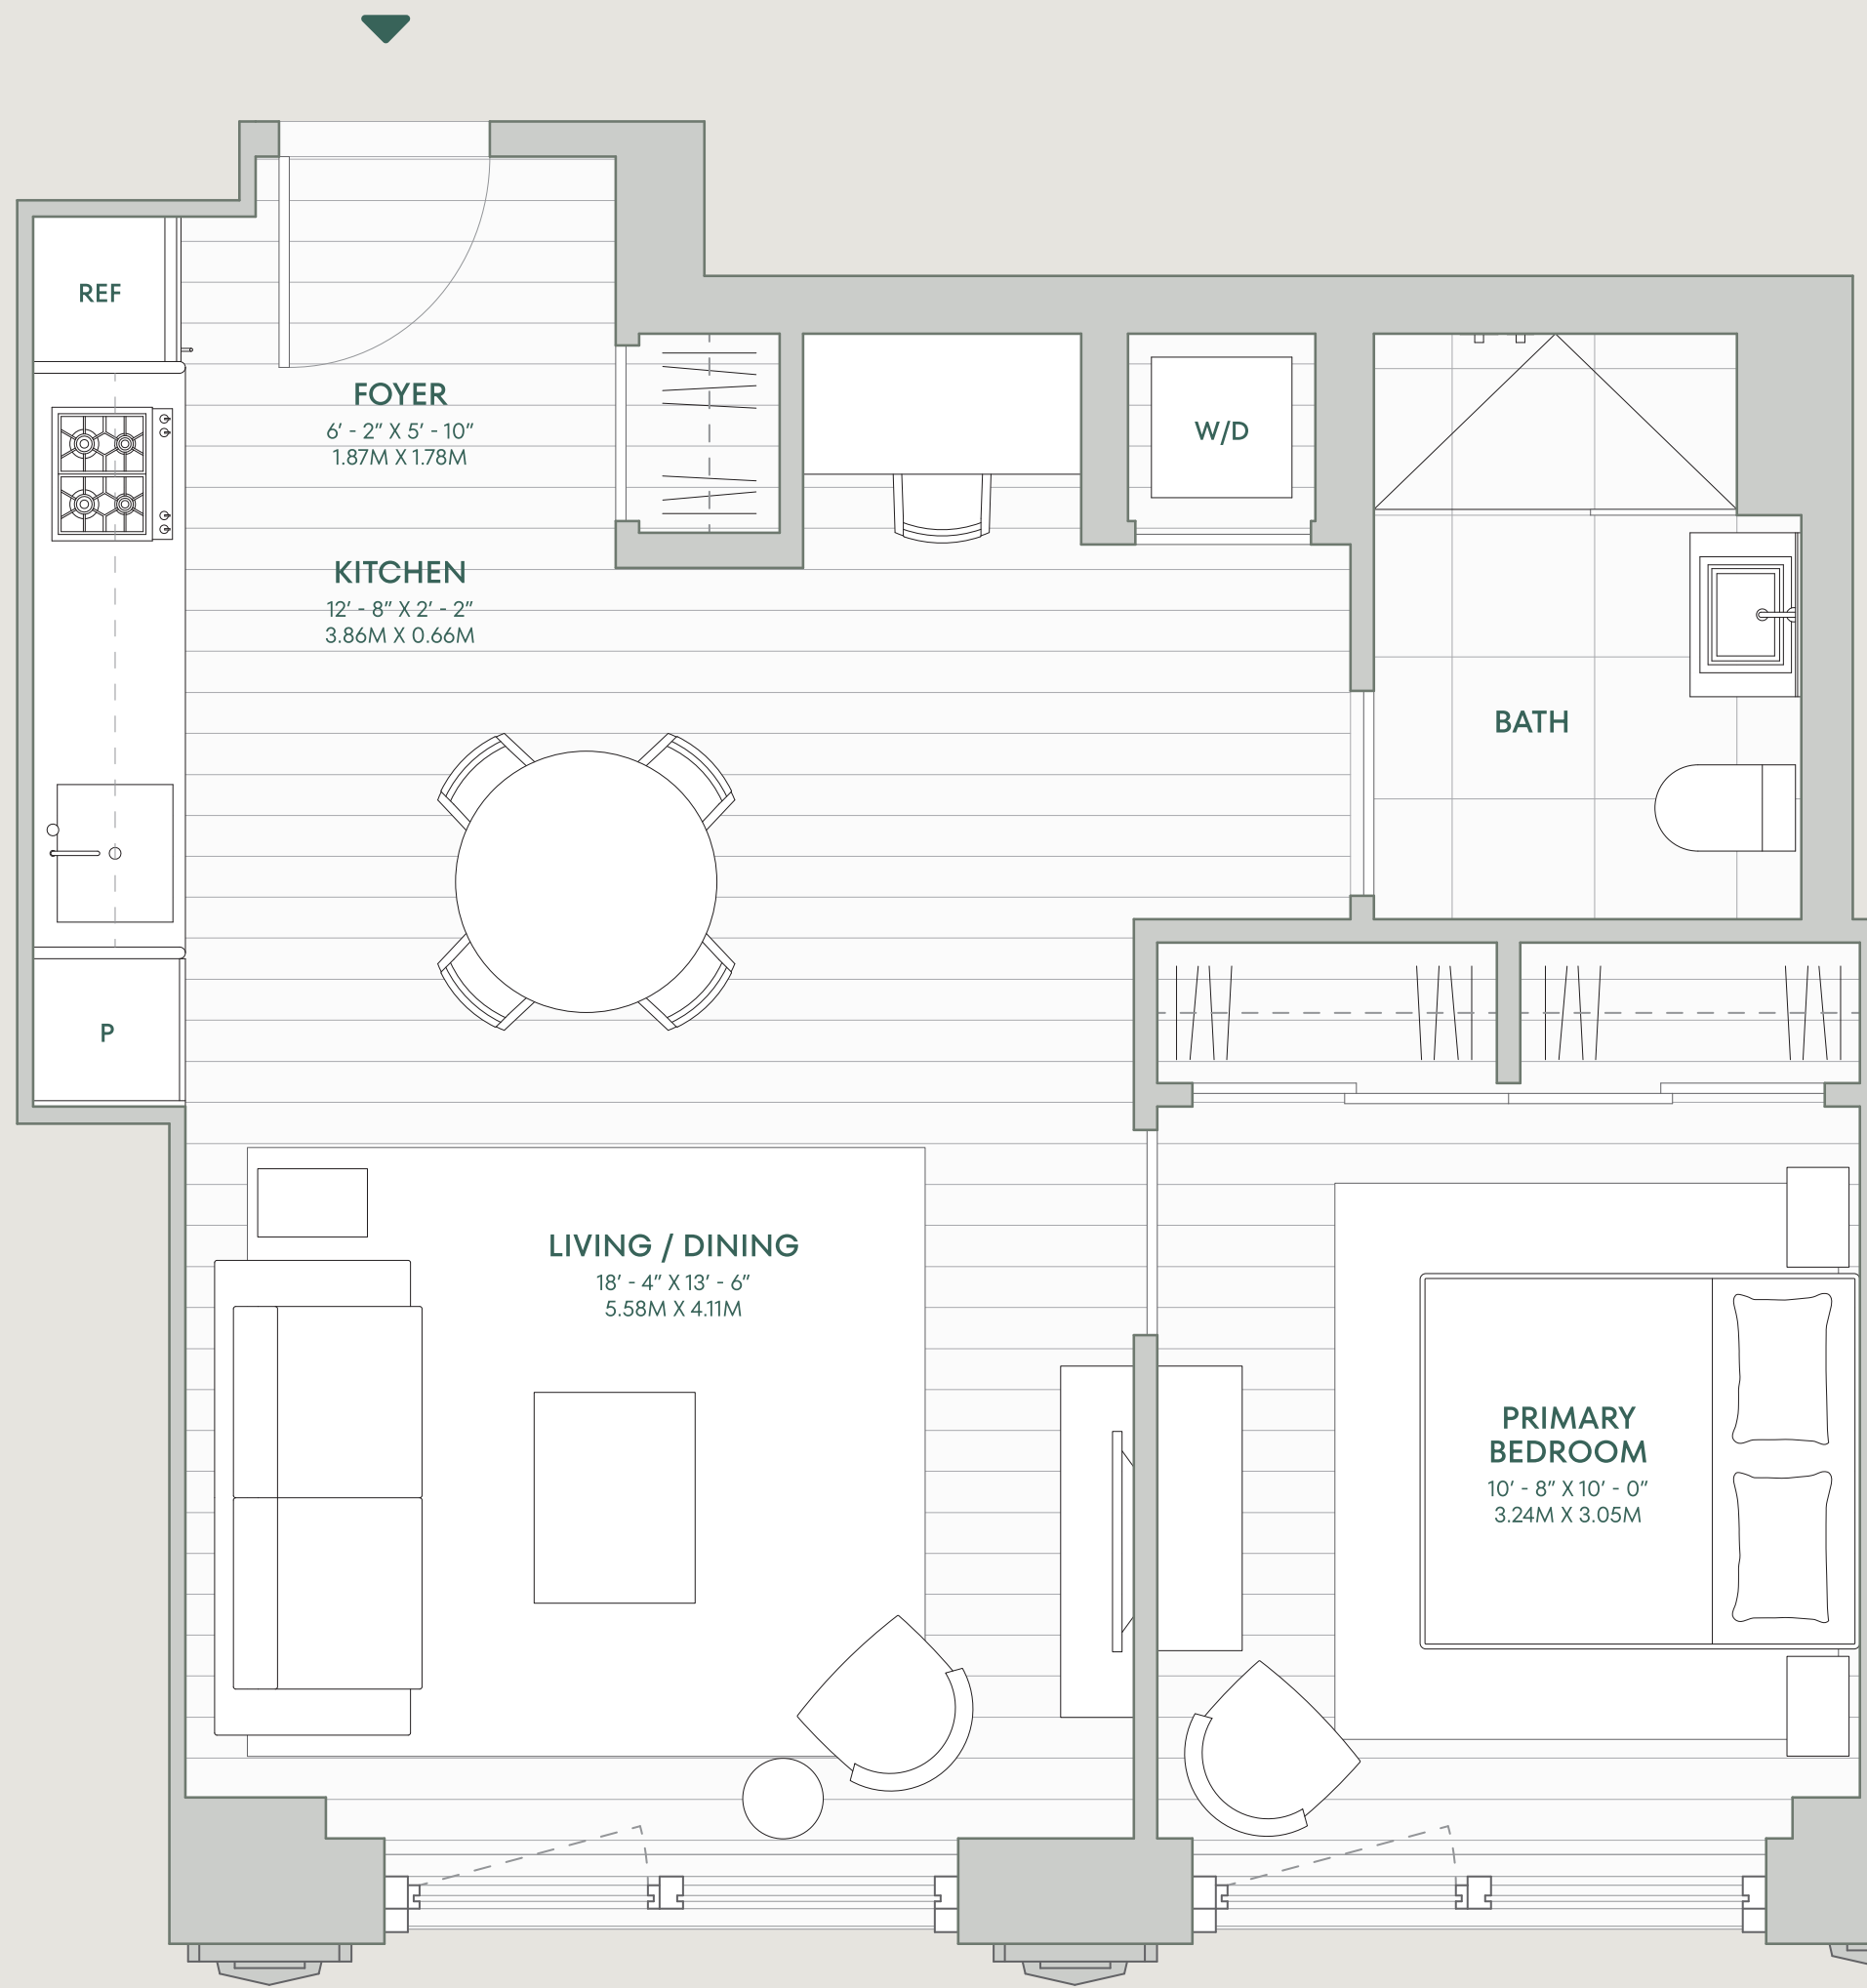 REF
FOYER
6' - 2" X 5' - 10"
1.87M X 1.78M
W/D
KITCHEN
12' - 8" X 2' - 2"
3.86M X 0.66M
BATH
P
LIVING / DINING
18' - 4" X 13' - 6"
5.58M X 4.11M
PRIMARY
BEDROOM
10' - 8" X 10' - 0"
3.24M X 3.05M